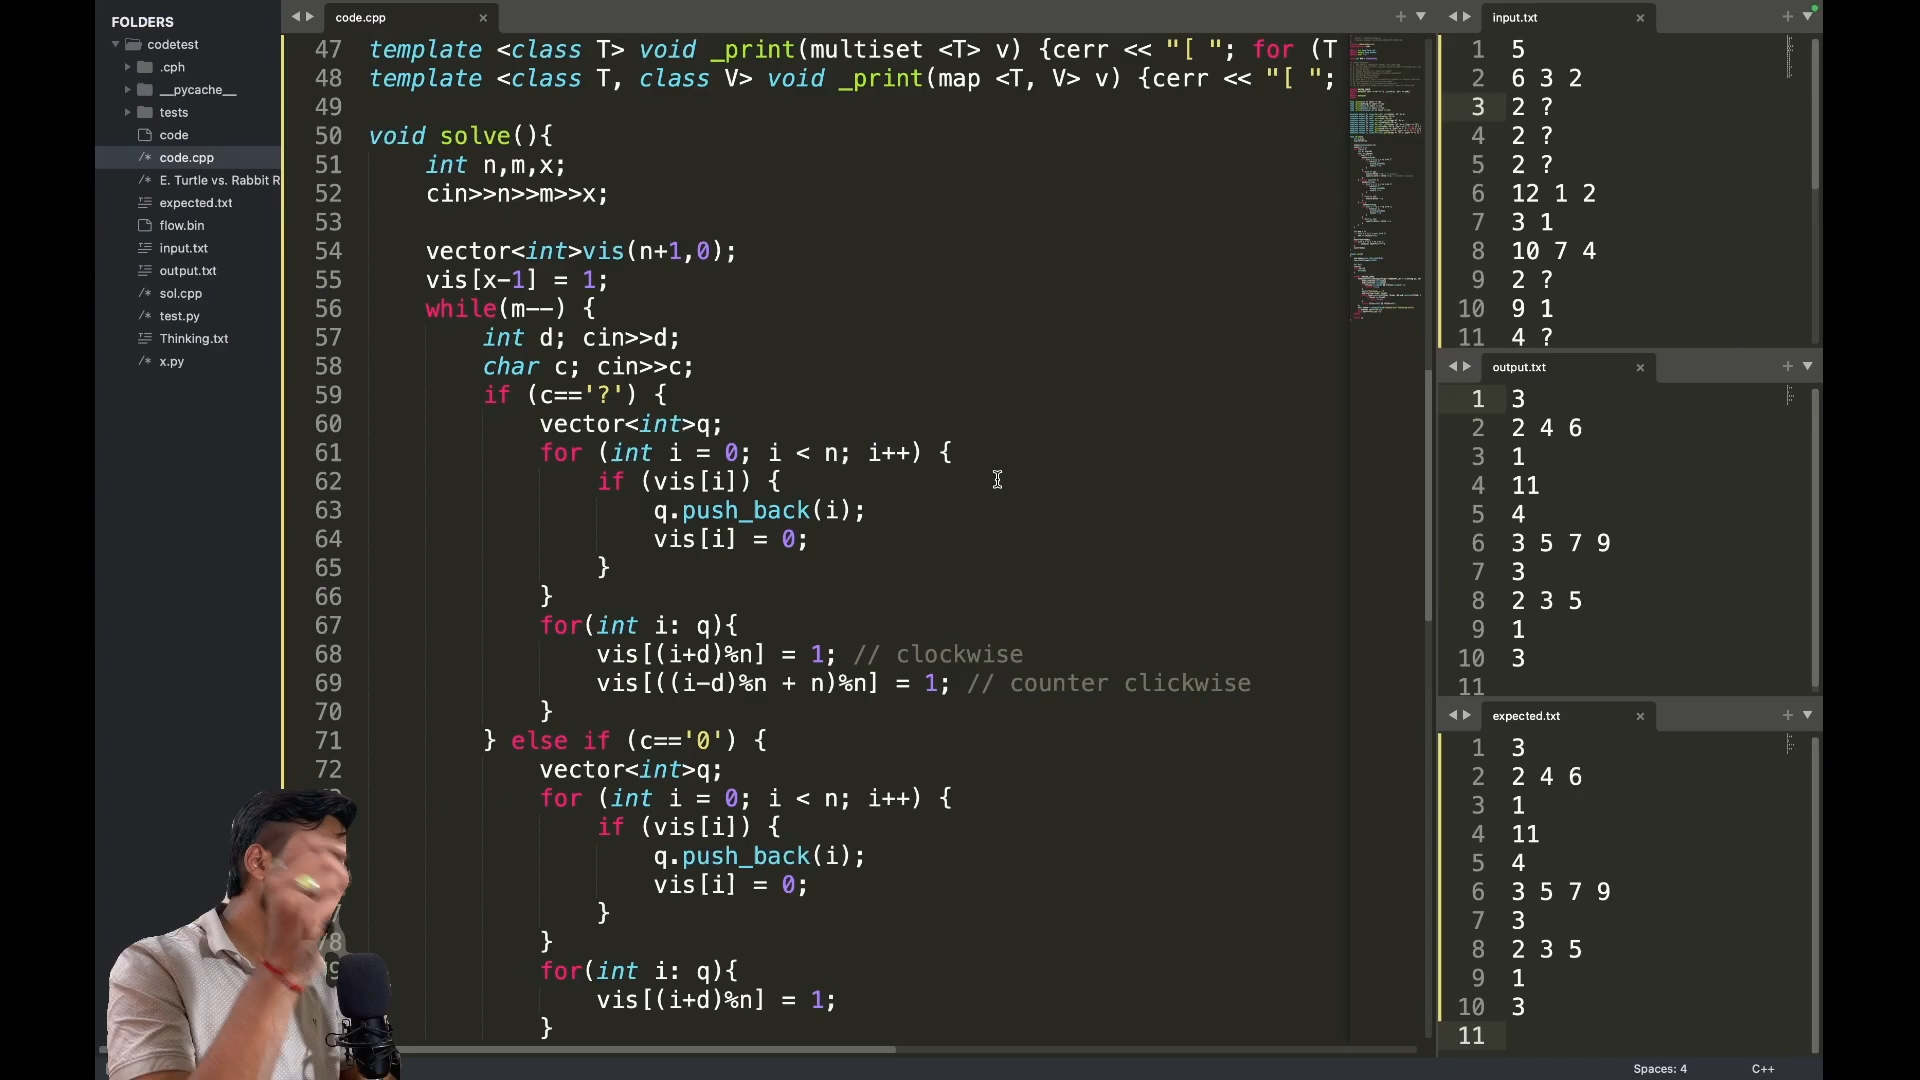 FOLDERS
codetest
.cph
__pycache__
tests
code
code.cpp
E. Turtle vs. Rabbit R
expected.txt
flow.bin
input.txt
output.txt
sol.cpp
test.py
Thinking.txt
x.py
code.cpp
47 template <class T> void _print(multiset <T> v) {cerr << "[ "; for (T
48 template <class T, class V> void _print(map <T, V> v) {cerr << "[ ";
49
50 void solve(){
51 int n,m,x;
52 cin>>n>>m>>x;
53
54 vector<int>vis(n+1,0);
55 vis[x-1] = 1;
56 while(m--) {
57 int d; cin>>d;
58 char c; cin>>c;
59 if (c=='?') {
60 vector<int>q;
61 for (int i = 0; i < n; i++) {
62 if (vis[i]) {
63 q.push_back(i);
64 vis[i] = 0;
65 }
66 }
67 for(int i: q){
68 vis[(i+d)%n] = 1; // clockwise
69 vis[((i-d)%n + n)%n] = 1; // counter clickwise
70 }
71 } else if (c=='0') {
72 vector<int>q;
for (int i = 0; i < n; i++) {
if (vis[i]) {
q.push_back(i);
vis[i] = 0;
}
78 }
for(int i: q){
vis[(i+d)%n] = 1;
}
input.txt
1 5
2 6 3 2
3 2 ?
4 2 ?
5 2 ?
6 12 1 2
7 3 1
8 10 7 4
9 2 ?
10 9 1
11 4 ?
output.txt
1 3
2 2 4 6
3 1
4 11
5 4
6 3 5 7 9
7 3
8 2 3 5
9 1
10 3
11
expected.txt
1 3
2 2 4 6
3 1
4 11
5 4
6 3 5 7 9
7 3
8 2 3 5
9 1
10 3
11
Spaces: 4 C++